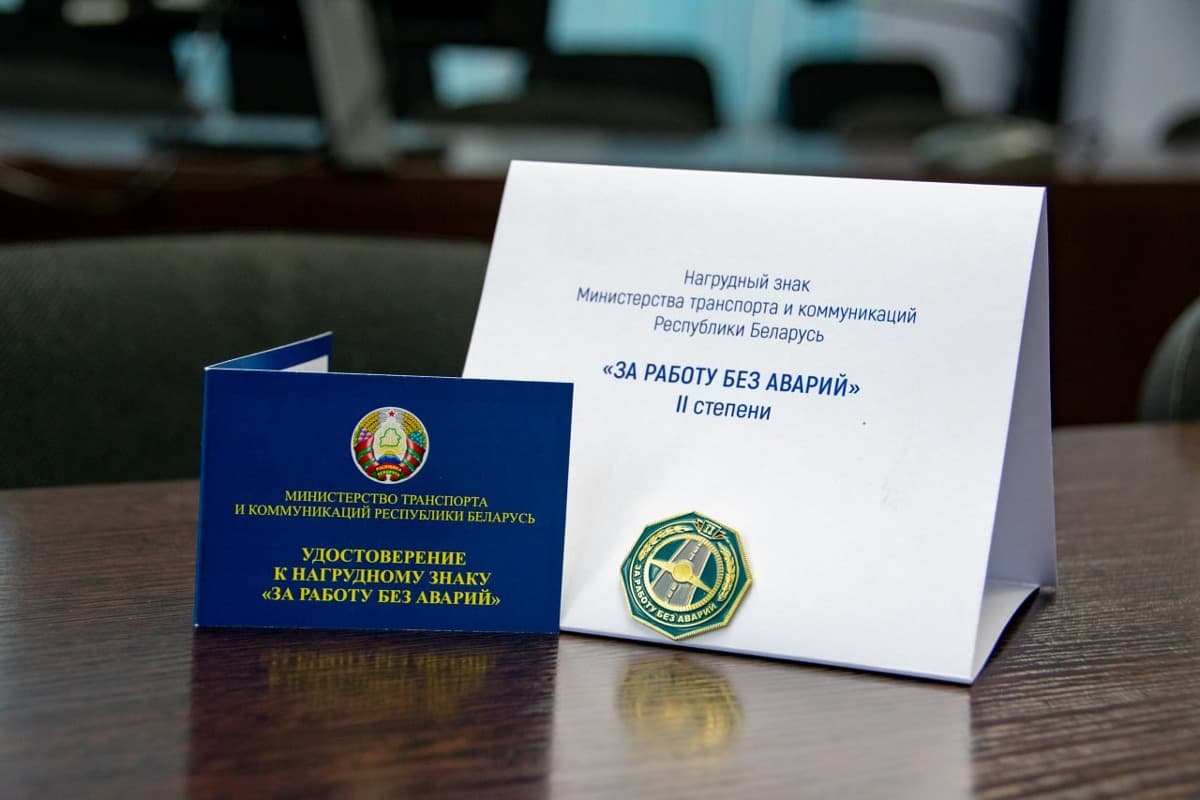 Нагрудный знак
Министерства транспорта и коммуникаций
Республики Беларусь
«ЗА РАБОТУ БЕЗ АВАРИЙ»
II степени
МИНИСТЕРСТВО ТРАНСПОРТА
И КОММУНИКАЦИЙ РЕСПУБЛИКИ БЕЛАРУСЬ
УДОСТОВЕРЕНИЕ
К НАГРУДНОМУ ЗНАКУ
«ЗА РАБОТУ БЕЗ АВАРИЙ»
II
ЗА РАБОТУ БЕЗ АВАРИЙ